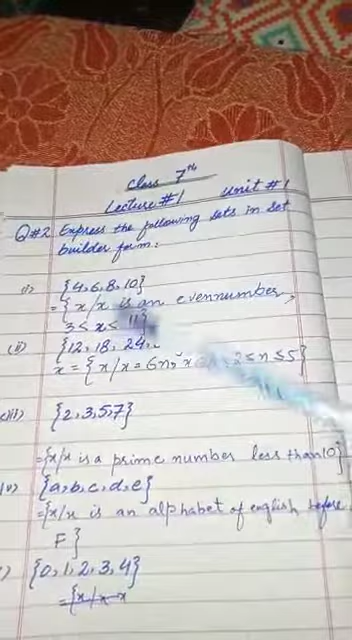 Class 7th
Lecture #1 Unit #1
Q#2 Express the following sets in set
builder form:
i) {4,6,8,10}
= {x/x is an even number,
3≤x≤11}
(ii) {12, 18, 24,
x = {x/x = 6n, 2≤n≤5}
(iii) {2,3,5,7}
={x/x is a prime number less than 10}
{a,b,c,d,e}
={x/x is an alphabet of english before
F}
{0,1,2,3,4}
={x/x x